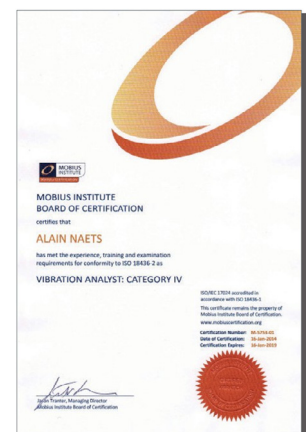 MOBIUS
INSTITUTE
MOBIUS INSTITUTE
BOARD OF CERTIFICATION
certifies that
ALAIN NAETS
has met the experience, training and examination
requirements for conformity to ISO 18436-2 as
VIBRATION ANALYST: CATEGORY IV
ISO/IEC 17024 accredited in
accordance with ISO 18436-1
This certificate remains the property of
Mobius Institute Board of Certification.
www.mobiuscertification.org
Certification Number:
Date of Certification: 16-Jan-2014
Certification Expires: 16-Jan-2019
Jason Tranter, Managing Director
Mobius Institute Board of Certification